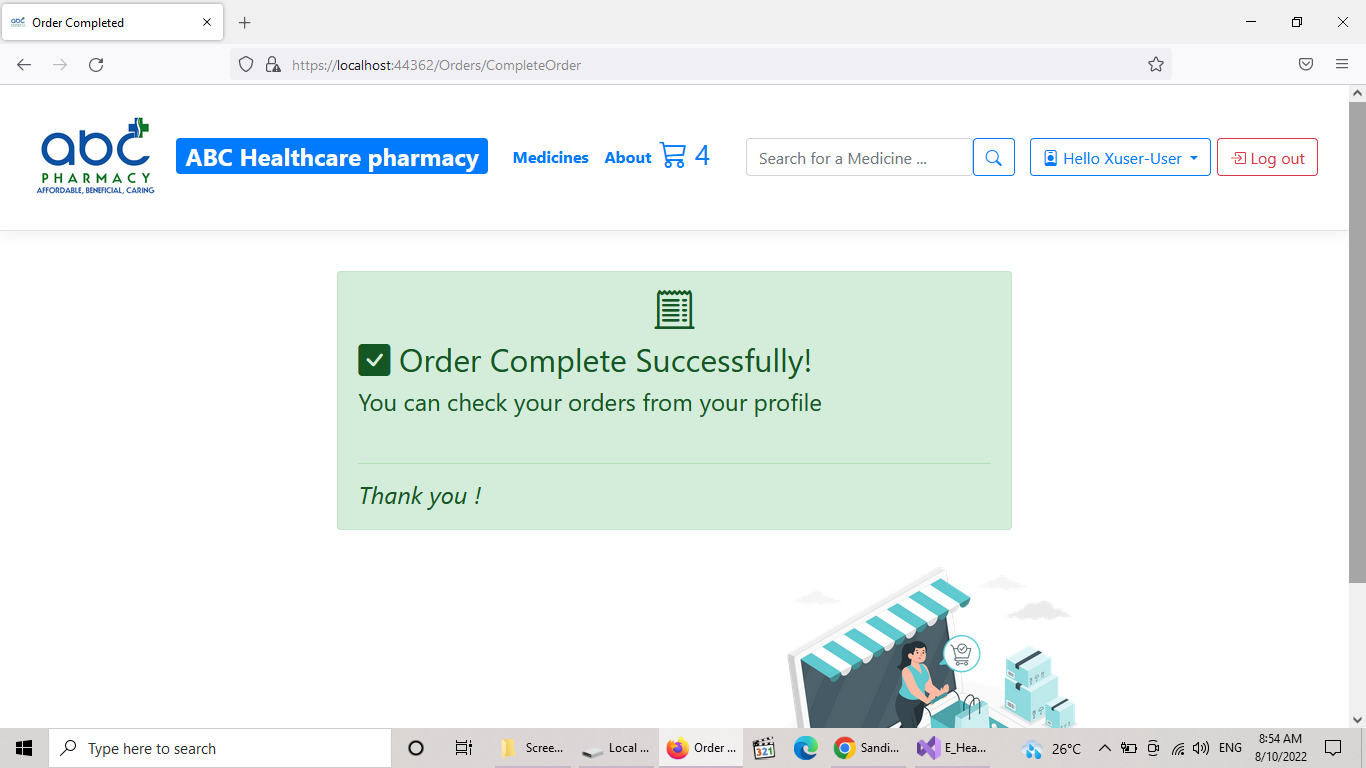 Order Completed
https://localhost:44362/Orders/CompleteOrder
abc
PHARMACY
AFFORDABLE, BENEFICIAL, CARING
ABC Healthcare pharmacy
Medicines
About
4
Search for a Medicine ...
Hello Xuser-User
Log out
Order Complete Successfully!
You can check your orders from your profile
Thank you !
Type here to search
Scree...
Local ...
Order ...
321
Sandi...
E_Hea...
26°C
ENG
8:54 AM
8/10/2022